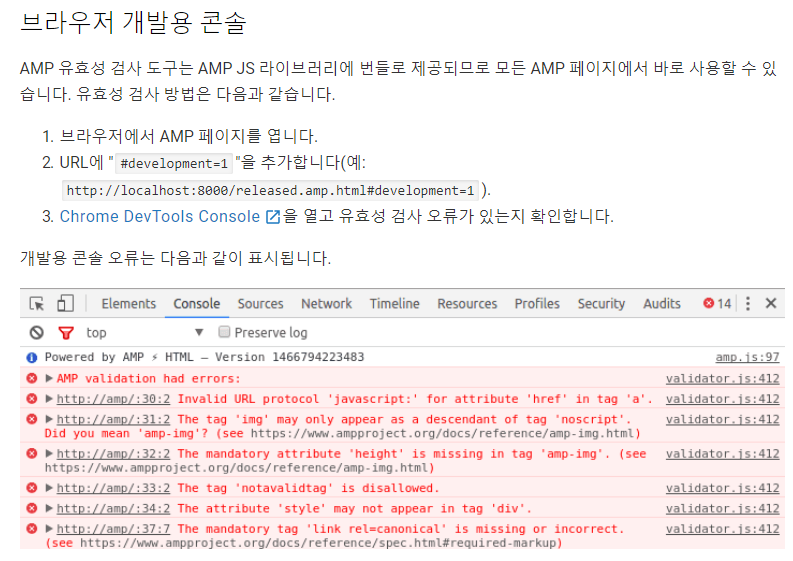 브라우저 개발용 콘솔
AMP 유효성 검사 도구는 AMP JS 라이브러리에 번들로 제공되므로 모든 AMP 페이지에서 바로 사용할 수 있
습니다. 유효성 검사 방법은 다음과 같습니다.
1. 브라우저에서 AMP 페이지를 엽니다.
2. URL에 "#development=1"을 추가합니다(예:
http://localhost:8000/released.amp.html#development=1 ).
3. Chrome DevTools Console 을 열고 유효성 검사 오류가 있는지 확인합니다.
개발용 콘솔 오류는 다음과 같이 표시됩니다.
Elements Console Sources Network Timeline Resources Profiles Security Audits 14
top Preserve log
Powered by AMP ⚡ HTML – Version 1466794223483 amp.js:97
AMP validation had errors: validator.js:412
http://amp/:30:2 Invalid URL protocol 'javascript:' for attribute 'href' in tag 'a'. validator.js:412
http://amp/:31:2 The tag 'img' may only appear as a descendant of tag 'noscript'. validator.js:412
Did you mean 'amp-img'? (see https://www.ampproject.org/docs/reference/amp-img.html)
http://amp/:32:2 The mandatory attribute 'height' is missing in tag 'amp-img'. (see validator.js:412
https://www.ampproject.org/docs/reference/amp-img.html)
http://amp/:33:2 The tag 'notavalidtag' is disallowed. validator.js:412
http://amp/:34:2 The attribute 'style' may not appear in tag 'div'. validator.js:412
http://amp/:37:7 The mandatory tag 'link rel=canonical' is missing or incorrect. validator.js:412
(see https://www.ampproject.org/docs/reference/spec.html#required-markup)